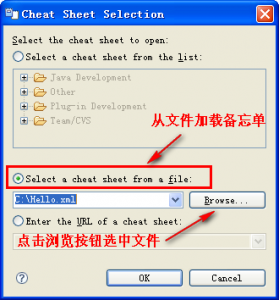 Cheat Sheet Selection
Select the cheat sheet to open:
Select a cheat sheet from the list:
Java Development
Other
Plug-in Development
Team/CVS
从文件加载备忘单
Select a cheat sheet from a file:
C:\Hello.xml
Browse...
Enter the URL of a cheat sheet:
点击浏览按钮选中文件
?
OK
Cancel